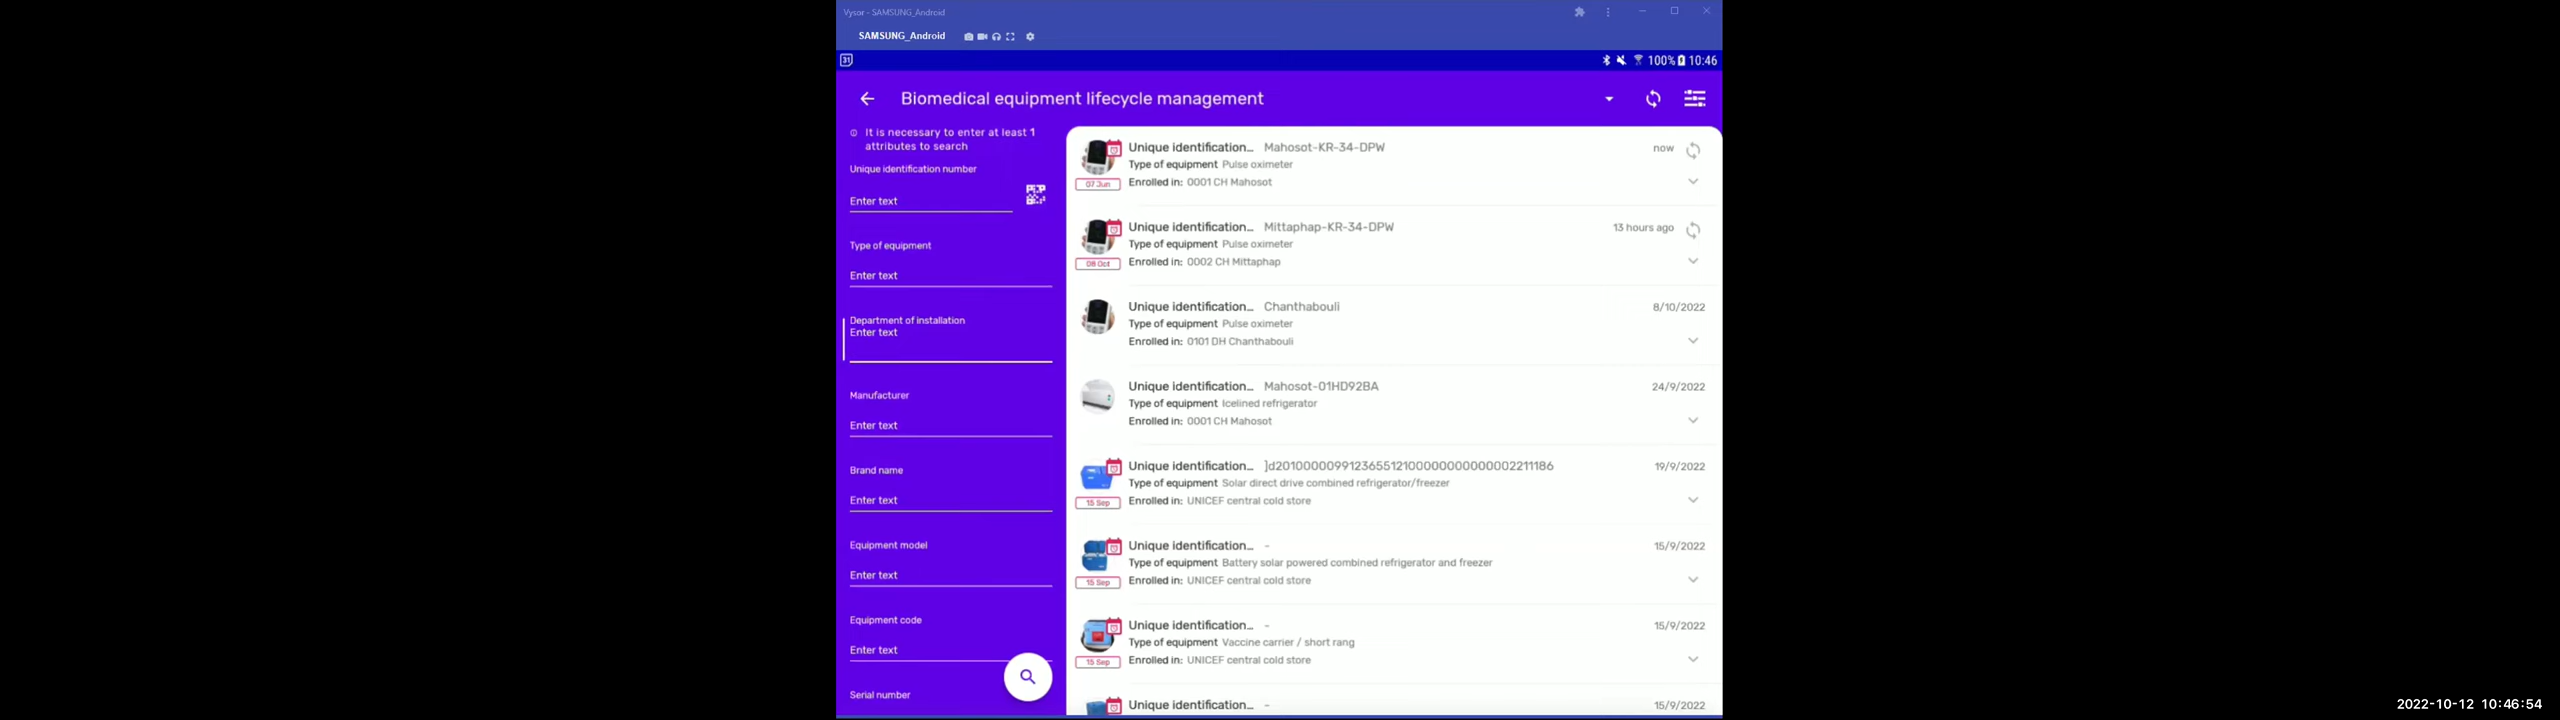 Vysor - SAMSUNG_Android
SAMSUNG_Android
31
100% 10:46
Biomedical equipment lifecycle management
It is necessary to enter at least 1
attributes to search
Unique identification number
Enter text
Type of equipment
Enter text
Department of installation
Enter text
Manufacturer
Enter text
Brand name
Enter text
Equipment model
Enter text
Equipment code
Enter text
Serial number
Unique identification... Mahosot-KR-34-DPW now
Type of equipment Pulse oximeter
07 Jun Enrolled in: 0001 CH Mahosot
Unique identification... Mittaphap-KR-34-DPW 13 hours ago
Type of equipment Pulse oximeter
08 Oct Enrolled in: 0002 CH Mittaphap
Unique identification... Chanthabouli 8/10/2022
Type of equipment Pulse oximeter
Enrolled in: 0101 DH Chanthabouli
Unique identification... Mahosot-01HD92BA 24/9/2022
Type of equipment Icelined refrigerator
Enrolled in: 0001 CH Mahosot
Unique identification... 19/9/2022
Type of equipment Solar direct drive combined refrigerator/freezer
15 Sep Enrolled in: UNICEF central cold store
Unique identification... - 15/9/2022
Type of equipment Battery solar powered combined refrigerator and freezer
15 Sep Enrolled in: UNICEF central cold store
Unique identification... - 15/9/2022
Type of equipment Vaccine carrier / short rang
15 Sep Enrolled in: UNICEF central cold store
Unique identification... - 15/9/2022
2022-10-12 10:46:54